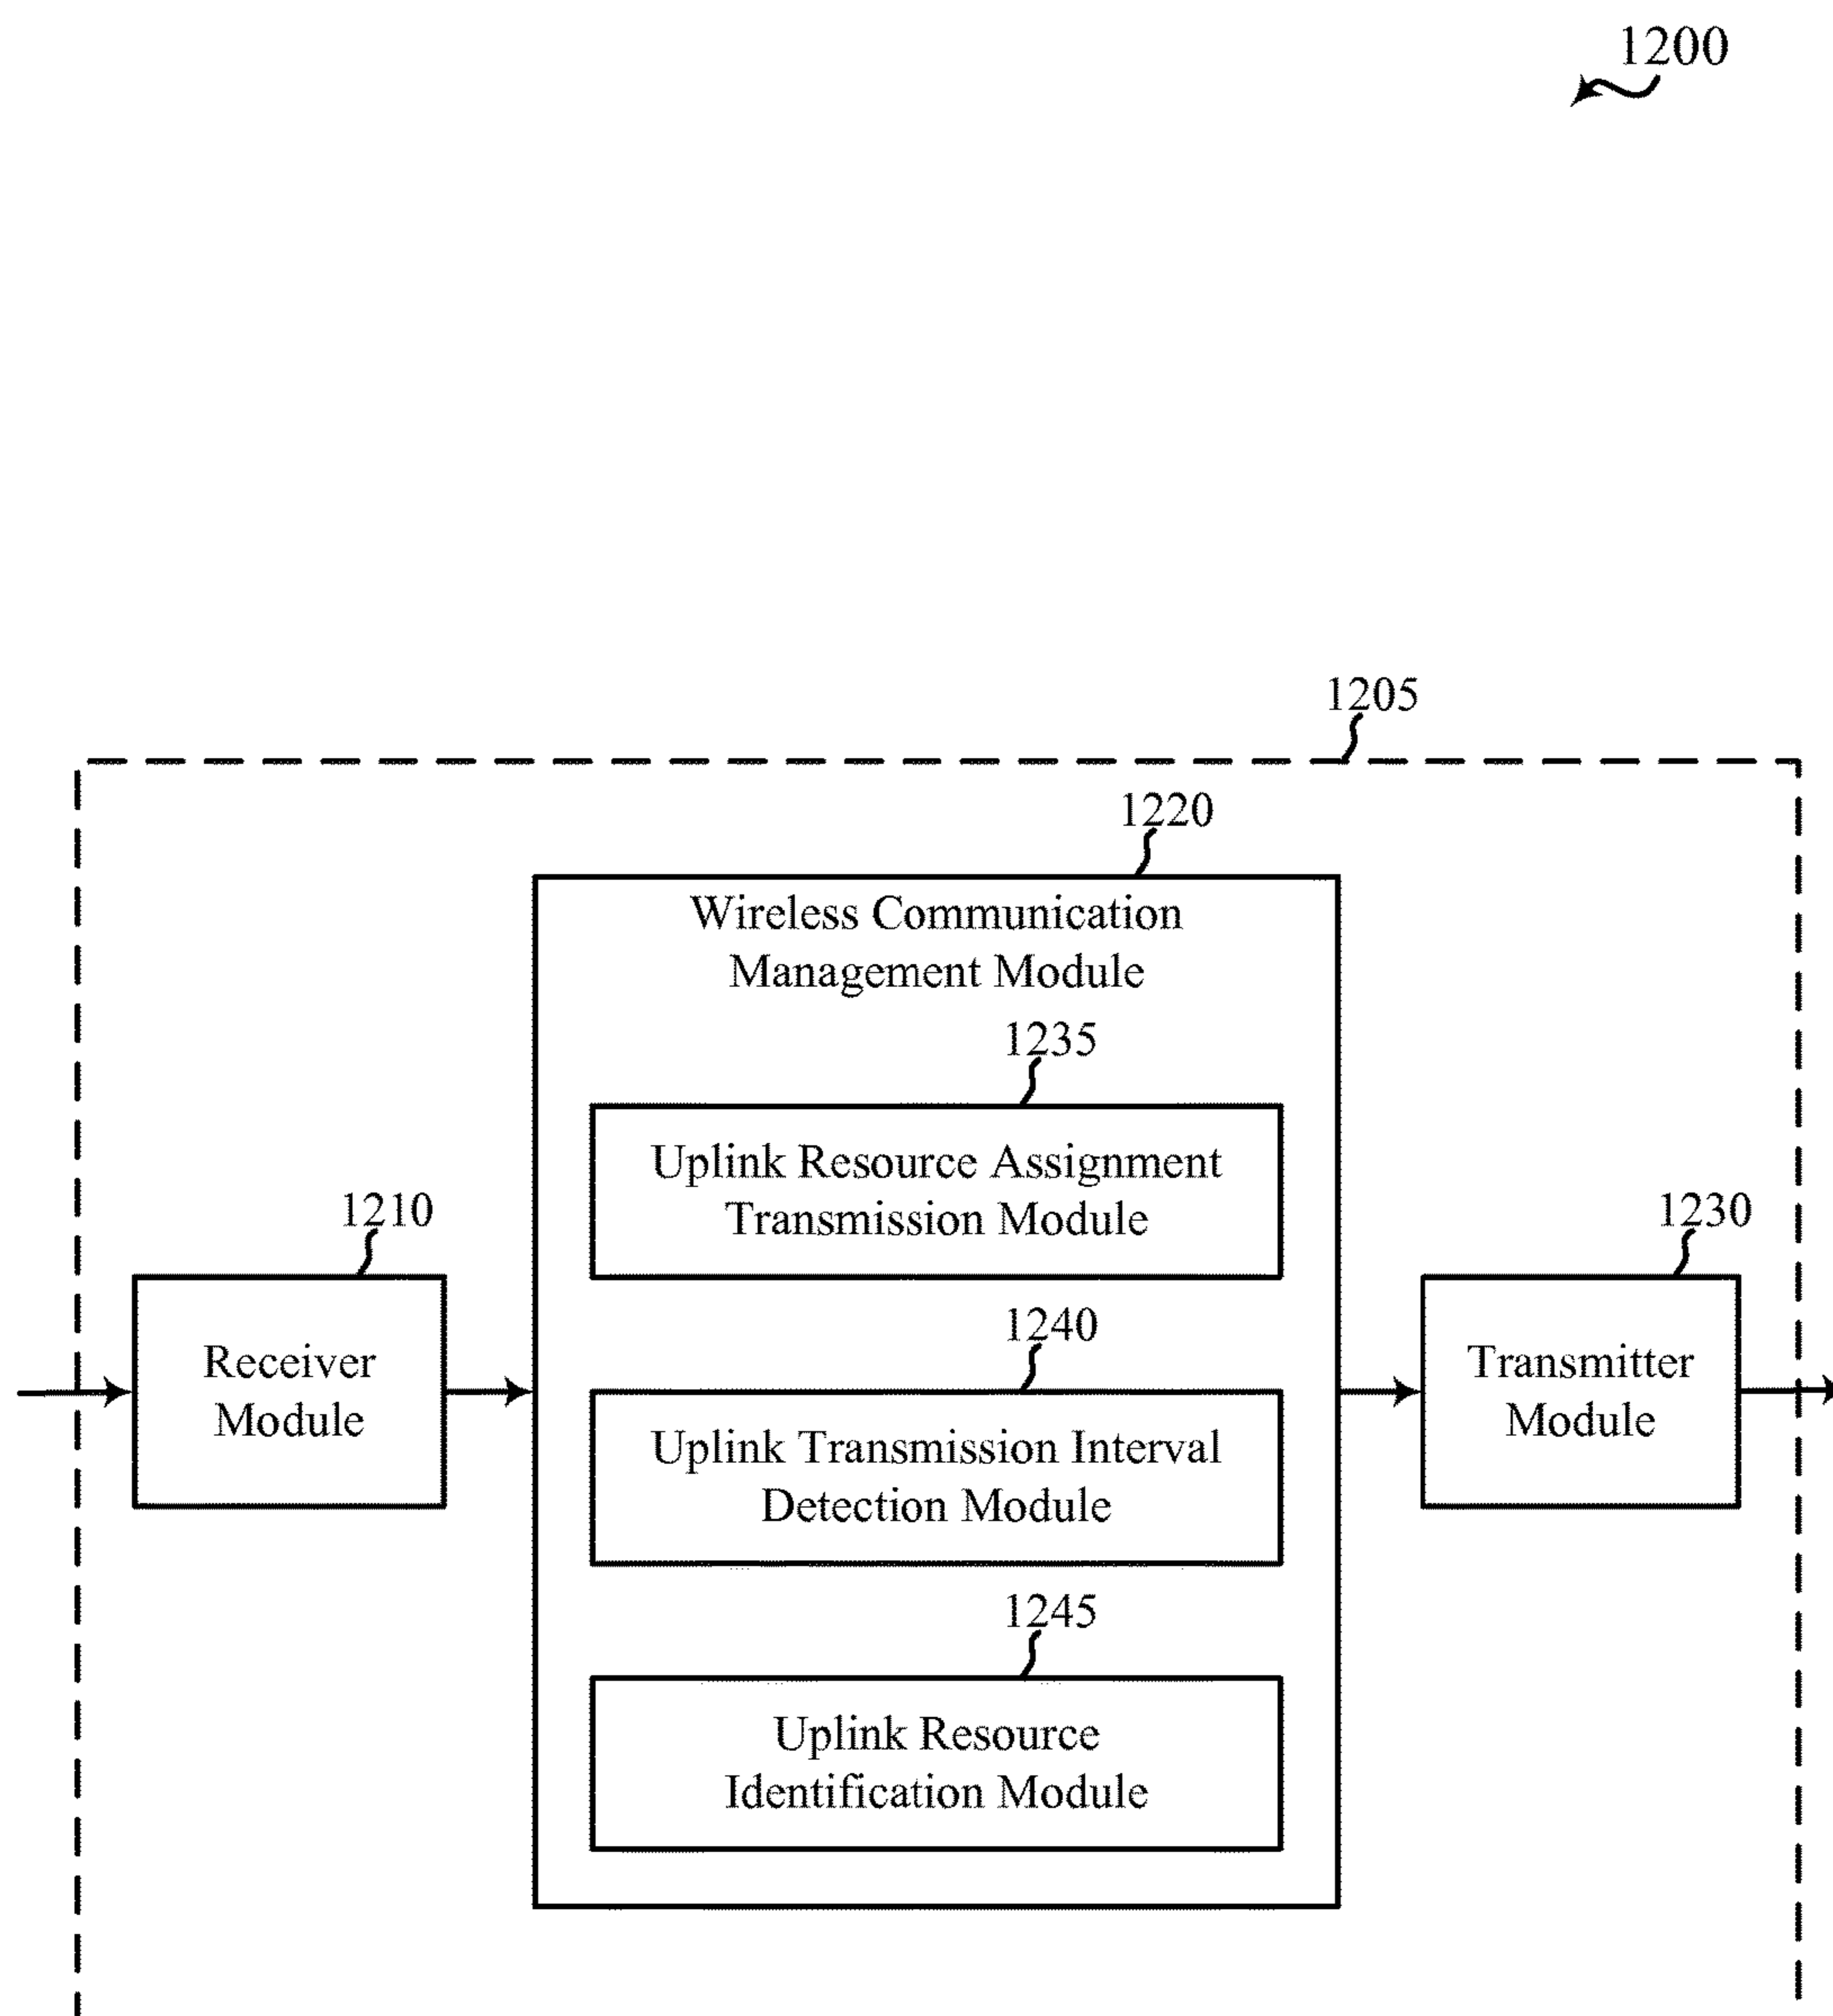 1200
1205
1220
Wireless Communication
Management Module
1235
Uplink Resource Assignment
Transmission Module
1210
Receiver
Module
1240
Uplink Transmission Interval
Detection Module
1230
Transmitter
Module
1245
Uplink Resource
Identification Module